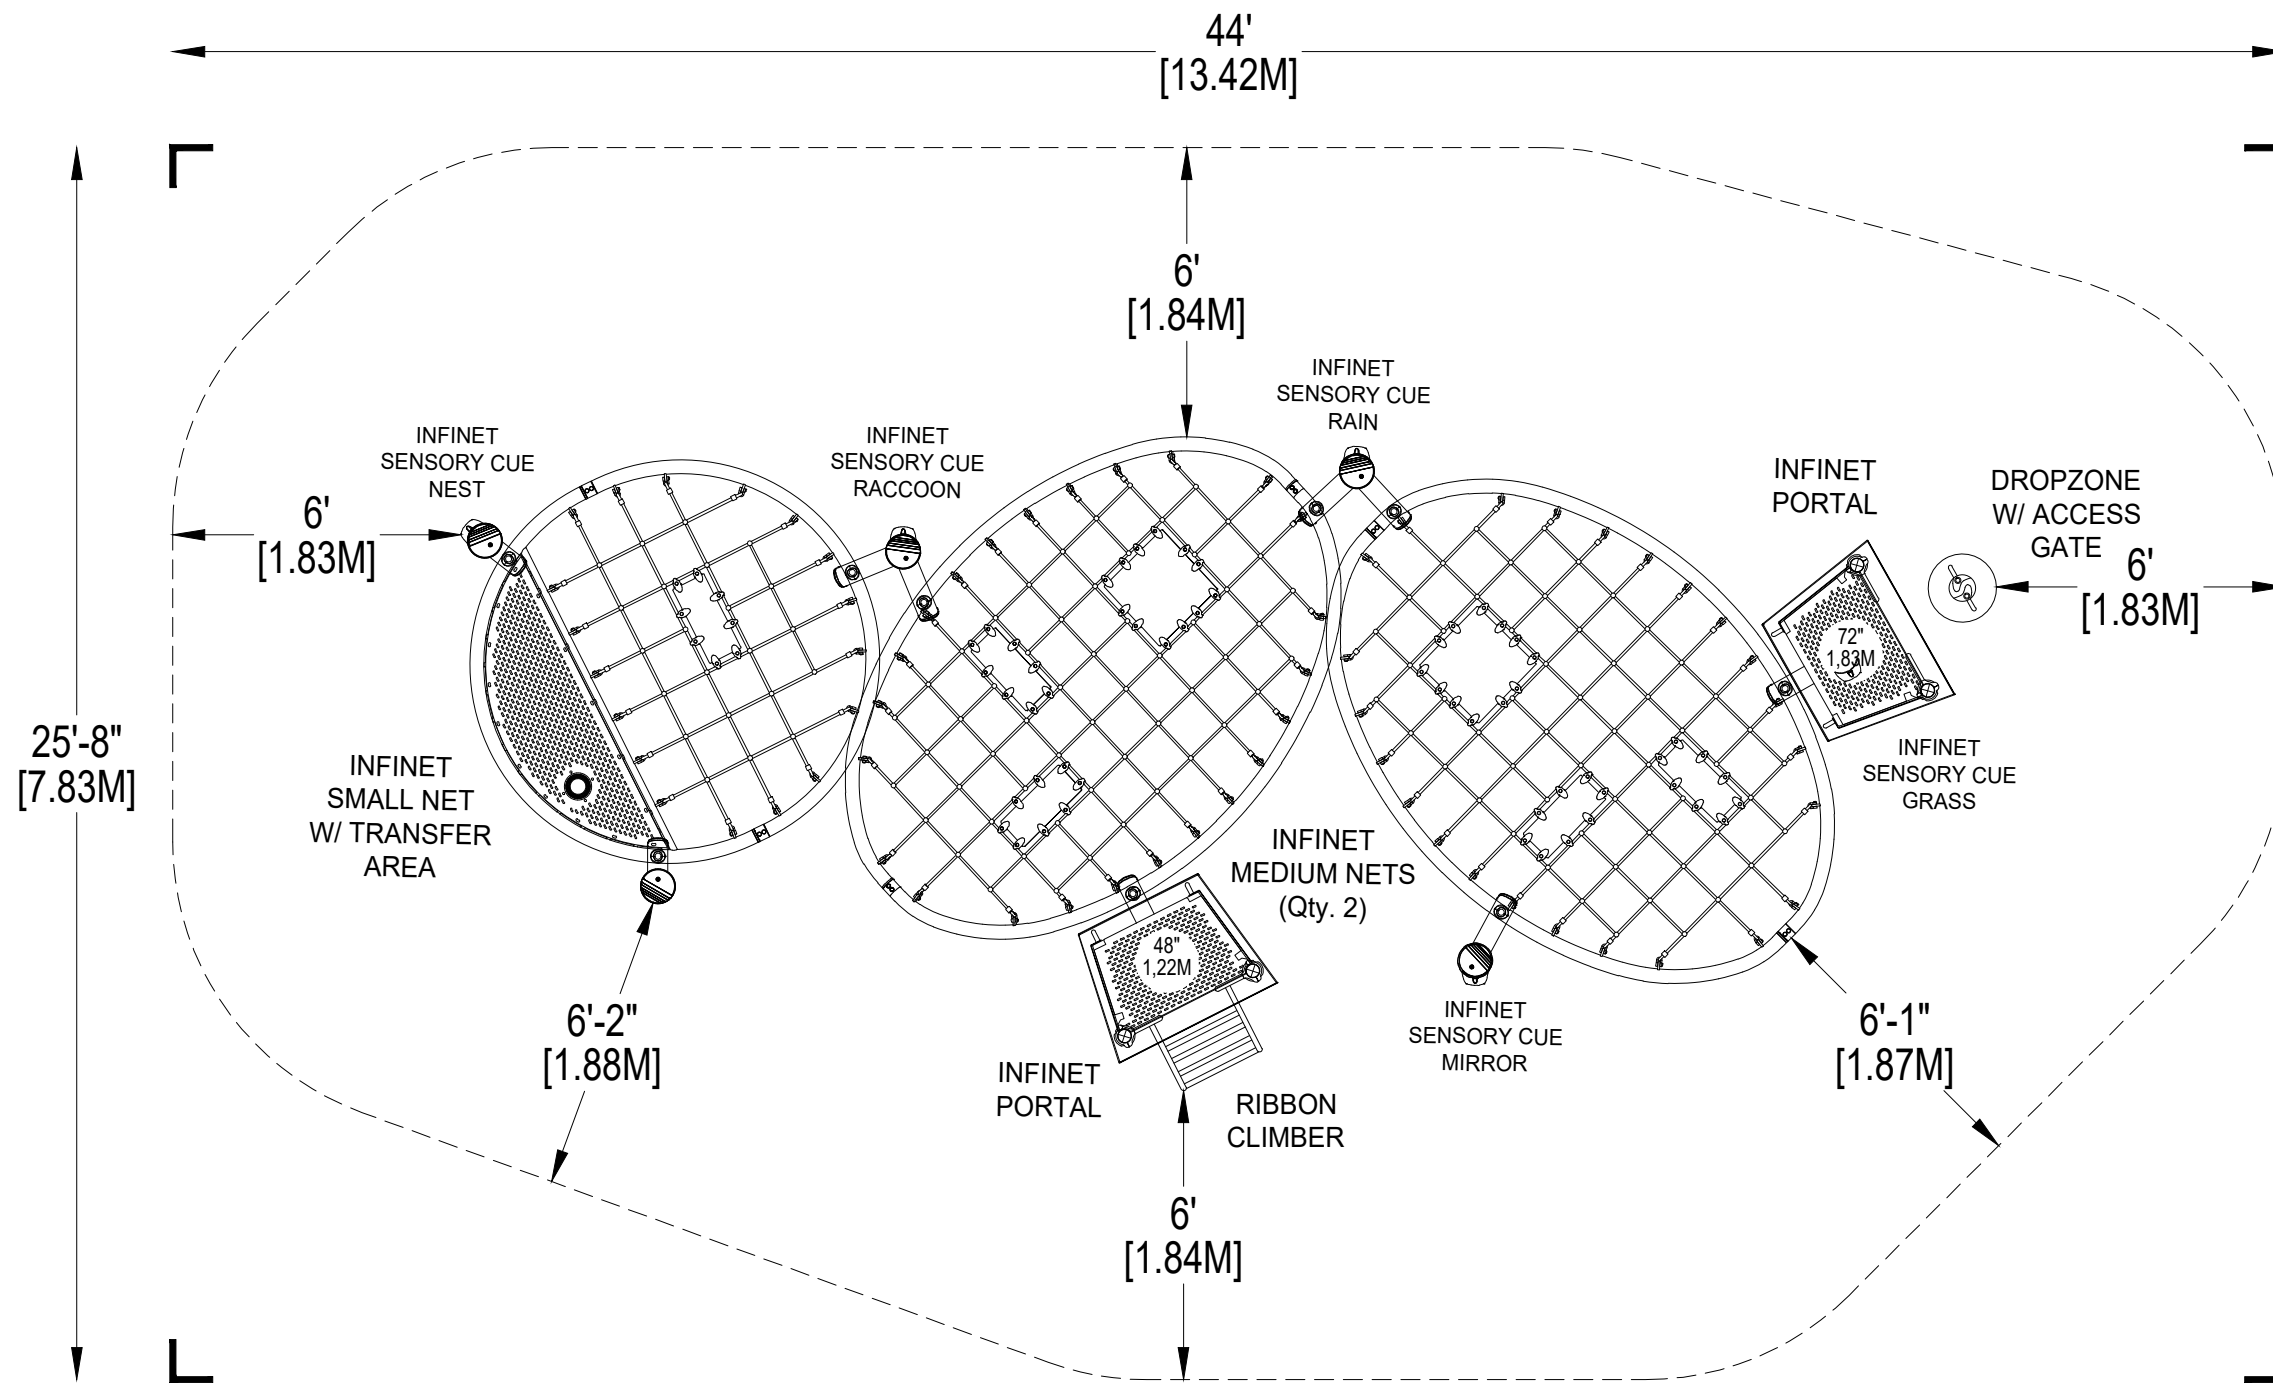 44'
[13.42M]
6'
[1.84M]
INFINET
SENSORY CUE
RAIN
INFINET
SENSORY CUE
NEST
INFINET
SENSORY CUE
RACCOON
INFINET
PORTAL
DROPZONE
W/ ACCESS
GATE
6'
[1.83M]
6'
[1.83M]
72"
1,83M
25'-8"
[7.83M]
INFINET
SMALL NET
W/ TRANSFER
AREA
INFINET
SENSORY CUE
GRASS
INFINET
MEDIUM NETS
(Qty. 2)
48"
1,22M
6'-2"
[1.88M]
INFINET
SENSORY CUE
MIRROR
6'-1"
[1.87M]
INFINET
PORTAL
RIBBON
CLIMBER
6'
[1.84M]